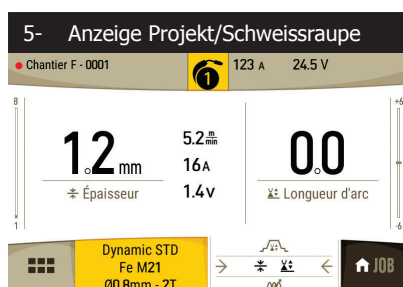 5- Anzeige Projekt/Schweissraupe
Chantier F - 0001
1
123 A 24.5 V
8
1
1.2 mm
Épaisseur
5.2 m/min
16A
1.4V
0.0
Longueur d'arc
+6
-6
Dynamic STD
Fe M21
Ø0.8mm - 2T
JOB